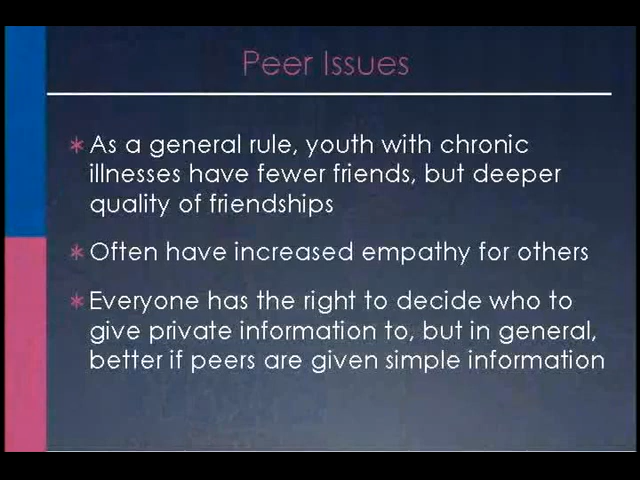 Peer Issues
As a general rule, youth with chronic
illnesses have fewer friends, but deeper
quality of friendships
Often have increased empathy for others
Everyone has the right to decide who to
give private information to, but in general,
better if peers are given simple information